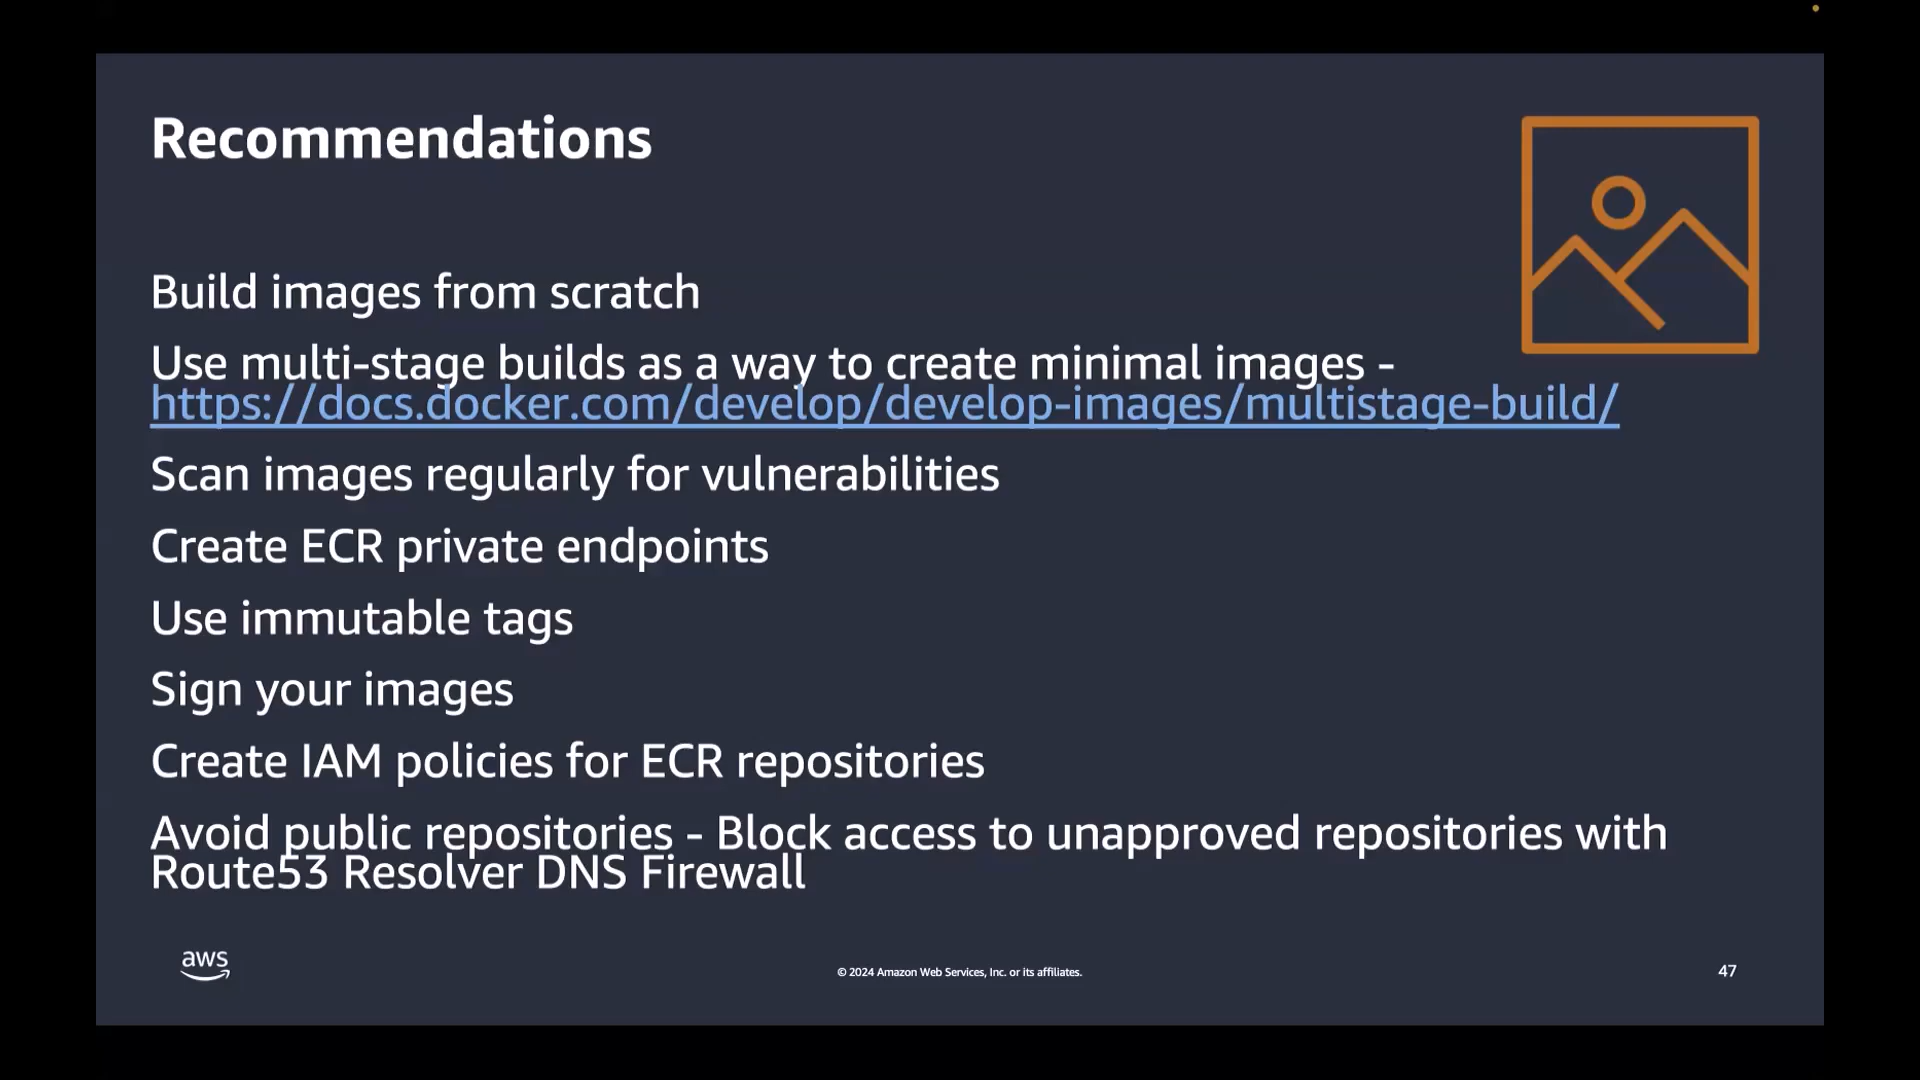 Recommendations
Build images from scratch
Use multi-stage builds as a way to create minimal images -
https://docs.docker.com/develop/develop-images/multistage-build/
Scan images regularly for vulnerabilities
Create ECR private endpoints
Use immutable tags
Sign your images
Create IAM policies for ECR repositories
Avoid public repositories - Block access to unapproved repositories with
Route53 Resolver DNS Firewall
aws
© 2024 Amazon Web Services, Inc. or its affiliates.
47